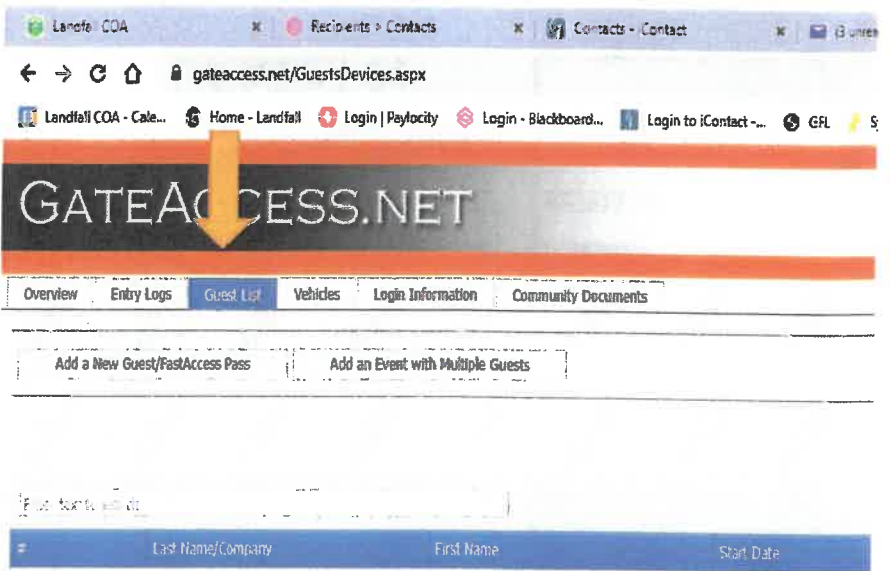 Landfall COA Recipients > Contacts Contacts - iContact
gateaccess.net/GuestsDevices.aspx
Landfall COA - Cale... Home - Landfall Login | Paylocity Login - Blackboard... Login to iContact -... GFL
GATEACCESS.NET
Overview Entry Logs Guest List Vehicles Login Information Community Documents
Add a New Guest/FastAccess Pass Add an Event with Multiple Guests
# Last Name/Company First Name Start Date